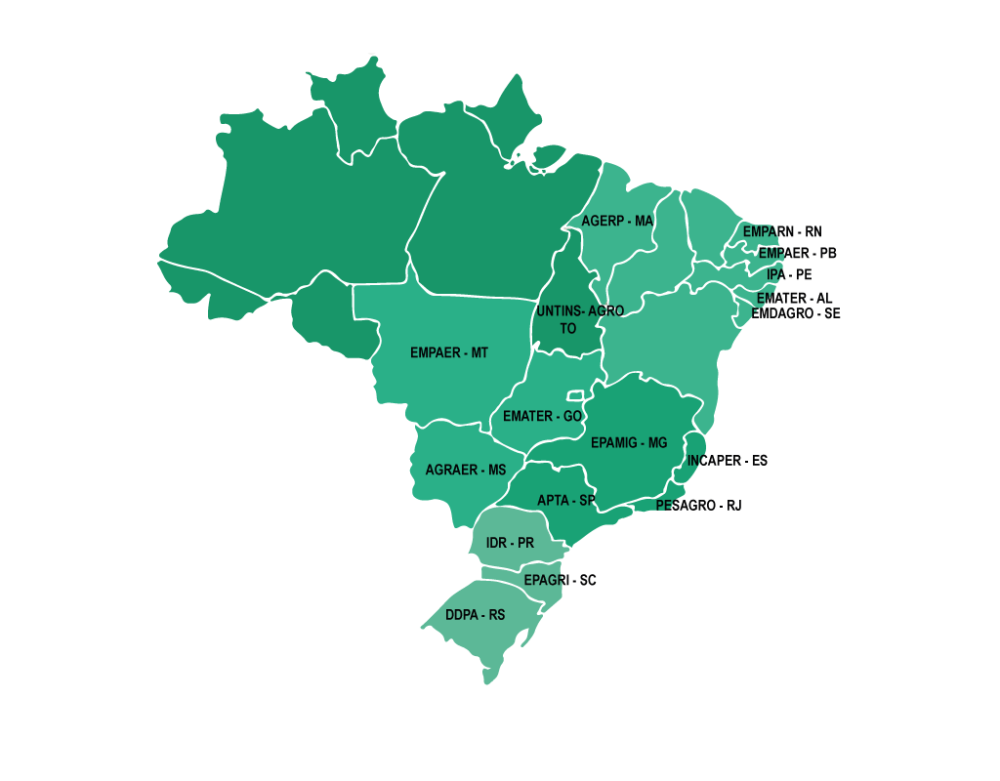 AGERP - MA
EMPARN - RN
EMPAER - PB
IPA - PE
EMATER - AL
EMDAGRO - SE
UNTINS- AGRO
TO
EMPAER - MT
EMATER - GO
EPAMIG - MG
INCAPER - ES
AGRAER - MS
APTA - SP
PESAGRO - RJ
IDR - PR
EPAGRI - SC
DDPA - RS